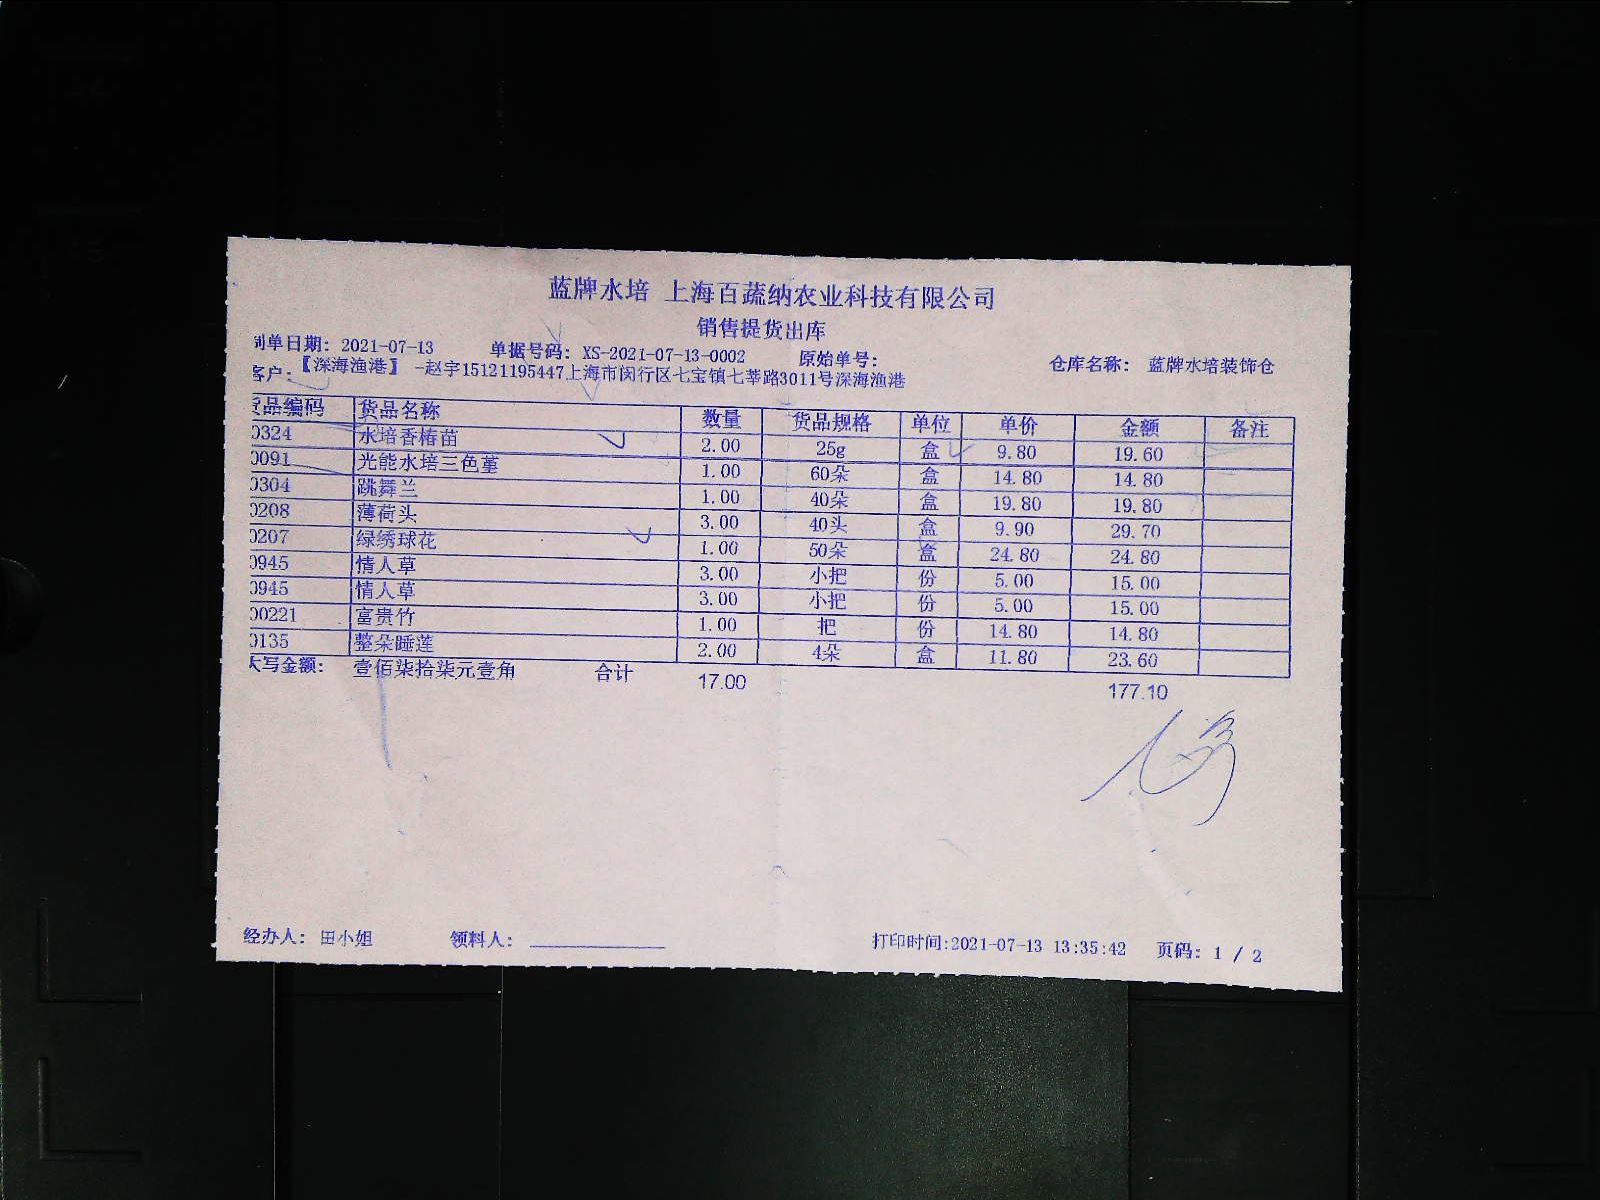 蓝牌水培 上海百蔬纳农业科技有限公司
销售提货出库
制单日期: 2021-07-13 单据号码: XS-2021-07-13-0002 原始单号: 仓库名称: 蓝牌水培装饰仓
客户: 【深海渔港】 -赵宇15121195447上海市闵行区七宝镇七莘路3011号深海渔港
货品编码 货品名称 数量 货品规格 单位 单价 金额 备注
0324 水培香椿苗 2.00 25g 盒 9.80 19.60
0091 光能水培三色堇 1.00 60朵 盒 14.80 14.80
0304 跳舞兰 1.00 40朵 盒 19.80 19.80
0208 薄荷头 3.00 40头 盒 9.90 29.70
0207 绿绣球花 1.00 50朵 盒 24.80 24.80
0945 情人草 3.00 小把 份 5.00 15.00
0945 情人草 3.00 小把 份 5.00 15.00
00221 富贵竹 1.00 把 份 14.80 14.80
0135 整朵睡莲 2.00 4朵 盒 11.80 23.60
大写金额: 壹佰柒拾柒元壹角 合计 17.00 177.10
经办人: 田小姐 领料人: 打印时间:2021-07-13 13:35:42 页码: 1 / 2